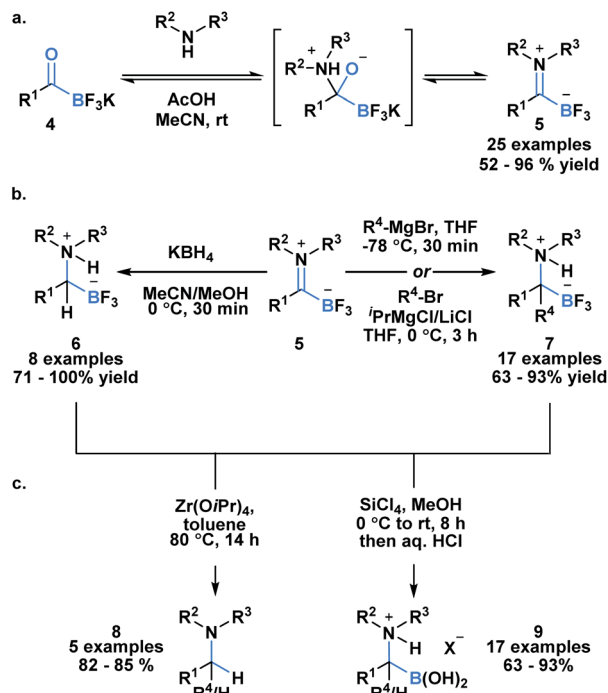 a.
O
R1
BF3K
4
R2
R3
N
H
AcOH
MeCN, rt
R3
+
R2
NH
O
−
R1
BF3K
R2
+
R3
N
−
R1
BF3
5
25 examples
52 - 96 % yield
b.
+
R2
R3
N
H
−
R1
BF3
H
6
8 examples
71 - 100% yield
KBH4
MeCN/MeOH
0 °C, 30 min
R2
+
R3
N
−
R1
BF3
5
R4-MgBr, THF
-78 °C, 30 min
or
R4-Br
iPrMgCl/LiCl
THF, 0 °C, 3 h
+
R2
R3
N
H
−
R1
BF3
R4
7
17 examples
63 - 93% yield
c.
Zr(OiPr)4,
toluene
80 °C, 14 h
SiCl4, MeOH
0 °C to rt, 8 h
then aq. HCl
8
5 examples
82 - 85 %
R2
R3
N
R1
H
R4/H
+
R2
R3
N
H
X−
R1
B(OH)2
R4/H
9
17 examples
63 - 93%